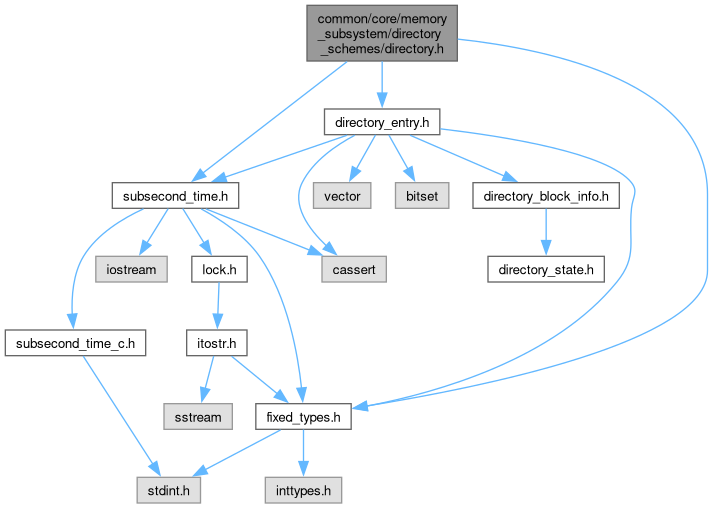 common/core/memory
_subsystem/directory
_schemes/directory.h
directory_entry.h
subsecond_time.h
vector
bitset
directory_block_info.h
iostream
lock.h
cassert
directory_state.h
subsecond_time_c.h
itostr.h
sstream
fixed_types.h
stdint.h
inttypes.h